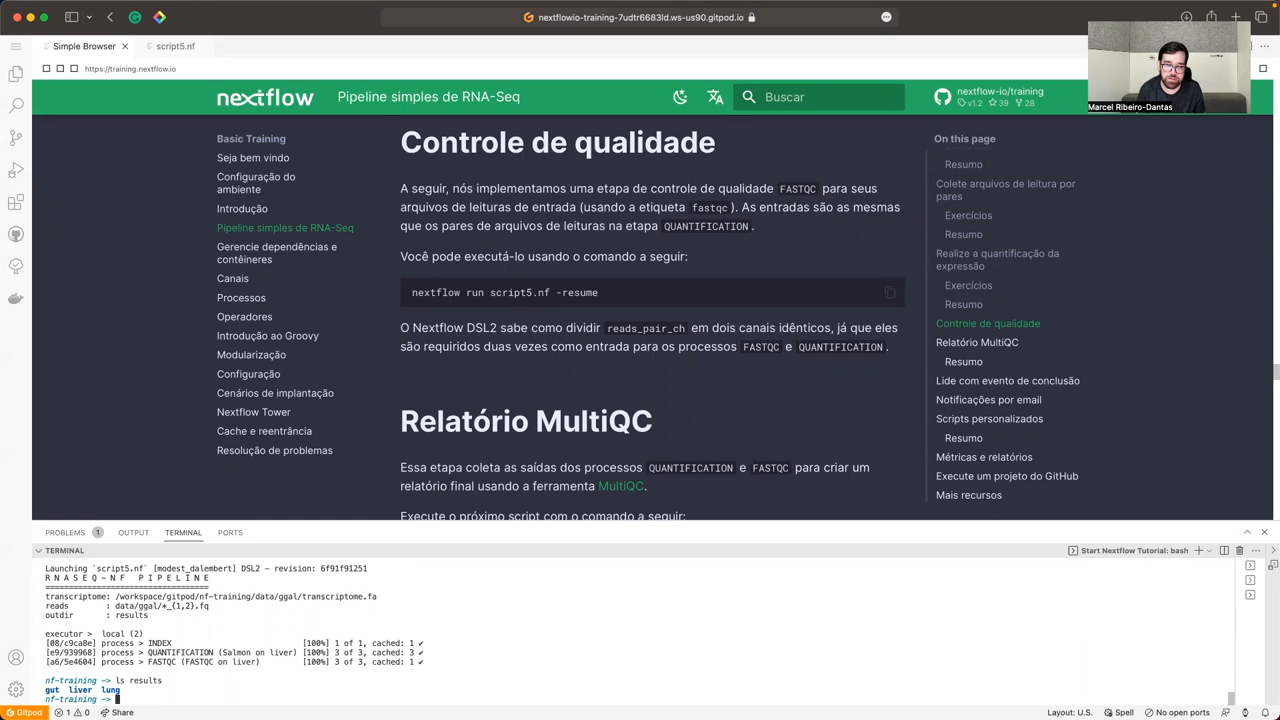 nextflowio-training-7udtr6683ld.ws-us90.gitpod.io
Simple Browser
script5.nf
https://training.nextflow.io
Marcel Ribeiro-Dantas
nextflow
Pipeline simples de RNA-Seq
Buscar
nextflow-io/training
v1.2 39 28
Basic Training
Seja bem vindo
Configuração do
ambiente
Introdução
Pipeline simples de RNA-Seq
Gerencie dependências e
contêineres
Canais
Processos
Operadores
Introdução ao Groovy
Modularização
Configuração
Cenários de implantação
Nextflow Tower
Cache e reentrância
Resolução de problemas
Controle de qualidade
A seguir, nós implementamos uma etapa de controle de qualidade FASTQC para seus
arquivos de leituras de entrada (usando a etiqueta fastqc ). As entradas são as mesmas
que os pares de arquivos de leituras na etapa QUANTIFICATION .
Você pode executá-lo usando o comando a seguir:
nextflow run script5.nf -resume
O Nextflow DSL2 sabe como dividir reads_pair_ch em dois canais idênticos, já que eles
são requiridos duas vezes como entrada para os processos FASTQC e QUANTIFICATION .
Relatório MultiQC
Essa etapa coleta as saídas dos processos QUANTIFICATION e FASTQC para criar um
relatório final usando a ferramenta MultiQC.
Execute o próximo script com o comando a seguir:
On this page
Resumo
Colete arquivos de leitura por
pares
Exercícios
Resumo
Realize a quantificação da
expressão
Exercícios
Resumo
Controle de qualidade
Relatório MultiQC
Resumo
Lide com evento de conclusão
Notificações por email
Scripts personalizados
Resumo
Métricas e relatórios
Execute um projeto do GitHub
Mais recursos
PROBLEMS 1 OUTPUT TERMINAL PORTS
TERMINAL
Start Nextflow Tutorial: bash
Launching `script5.nf` [modest_dalembert] DSL2 - revision: 6f91f91251
R N A S E Q - N F   P I P E L I N E
===================================
transcriptome: /workspace/gitpod/nf-training/data/ggal/transcriptome.fa
reads        : data/ggal/*_{1,2}.fq
outdir       : results
executor >  local (2)
[08/c9ca8e] process > INDEX                          [100%] 1 of 1, cached: 1 ✔
[e9/939968] process > QUANTIFICATION (Salmon on liver) [100%] 3 of 3, cached: 3 ✔
[a6/5e4604] process > FASTQC (FASTQC on liver)       [100%] 3 of 3, cached: 1 ✔
nf-training -> ls results
gut  liver  lung
nf-training ->
Gitpod 1 0 Share
Layout: U.S. Spell No open ports